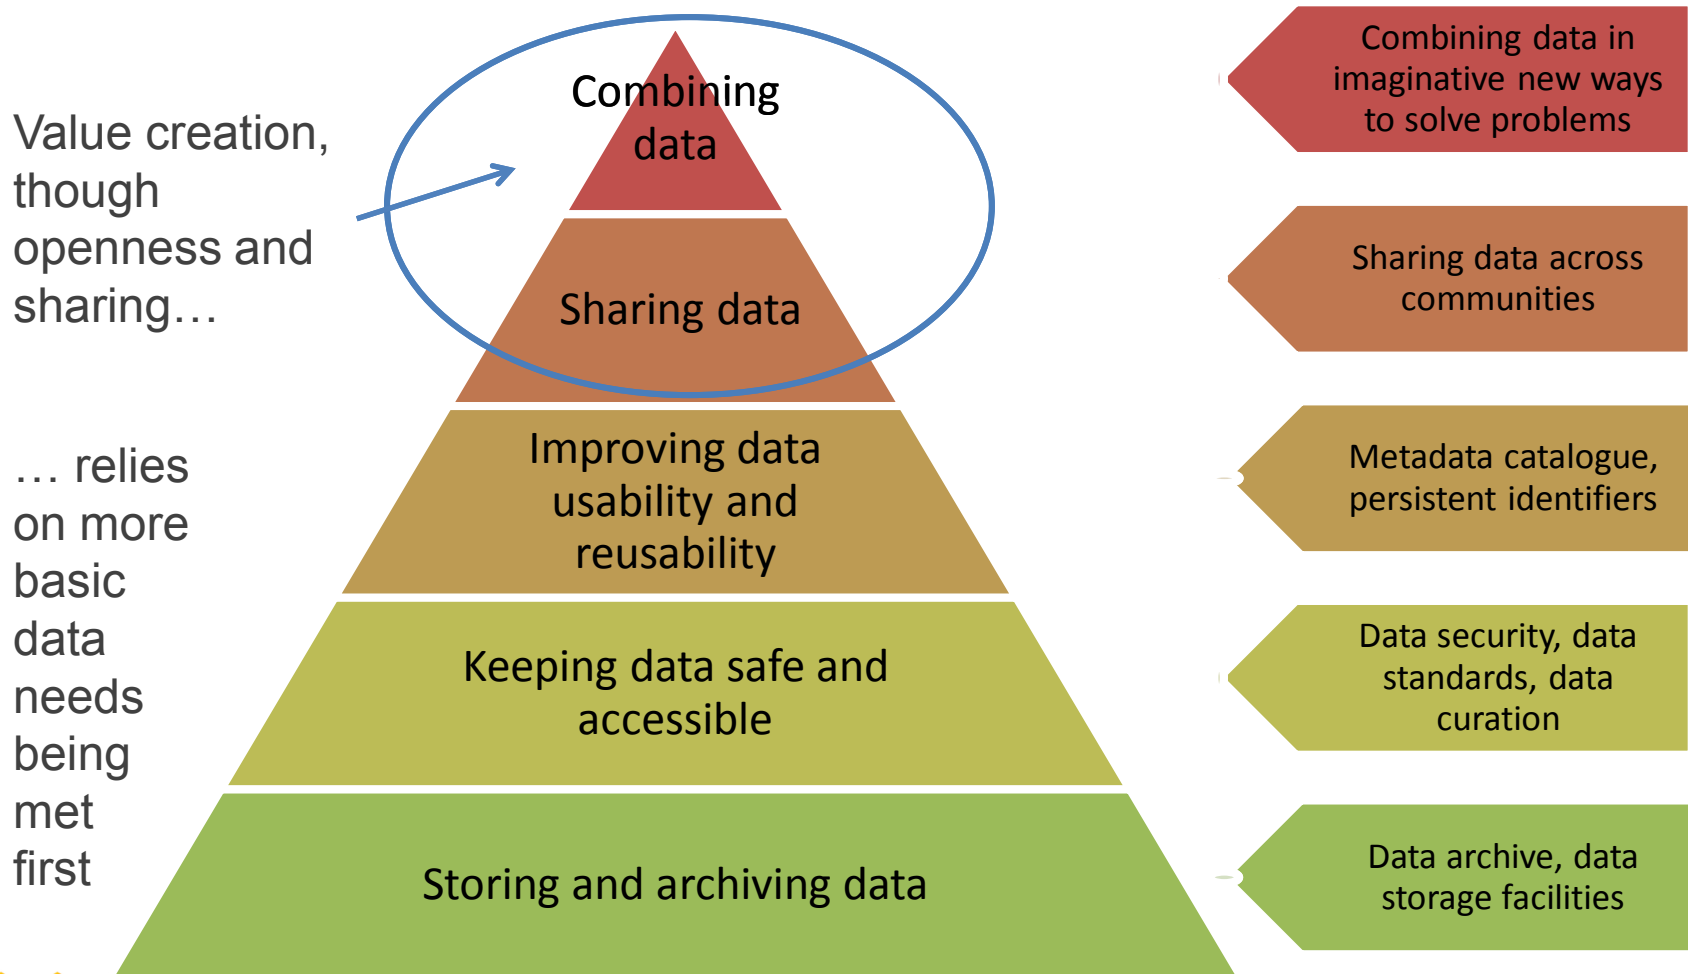 Value creation,
though
openness and
sharing…
… relies
on more
basic
data
needs
being
met
first
Combining
data
Sharing data
Improving data
usability and
reusability
Keeping data safe and
accessible
Storing and archiving data
Combining data in
imaginative new ways
to solve problems
Sharing data across
communities
Metadata catalogue,
persistent identifiers
Data security, data
standards, data
curation
Data archive, data
storage facilities